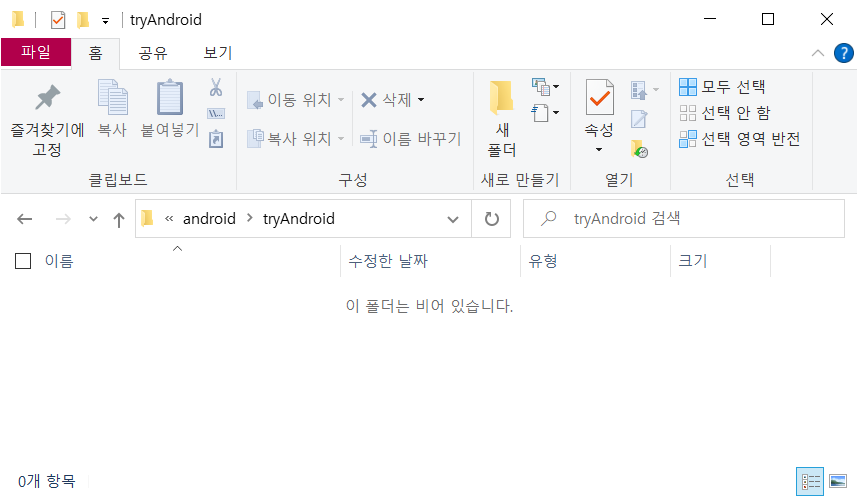 tryAndroid
파일 홈 공유 보기
즐겨찾기에 고정
복사
붙여넣기
클립보드
이동 위치
복사 위치
삭제
이름 바꾸기
구성
새 폴더
새로 만들기
속성
열기
모두 선택
선택 안 함
선택 영역 반전
선택
« android > tryAndroid
tryAndroid 검색
이름 수정한 날짜 유형 크기
이 폴더는 비어 있습니다.
0개 항목